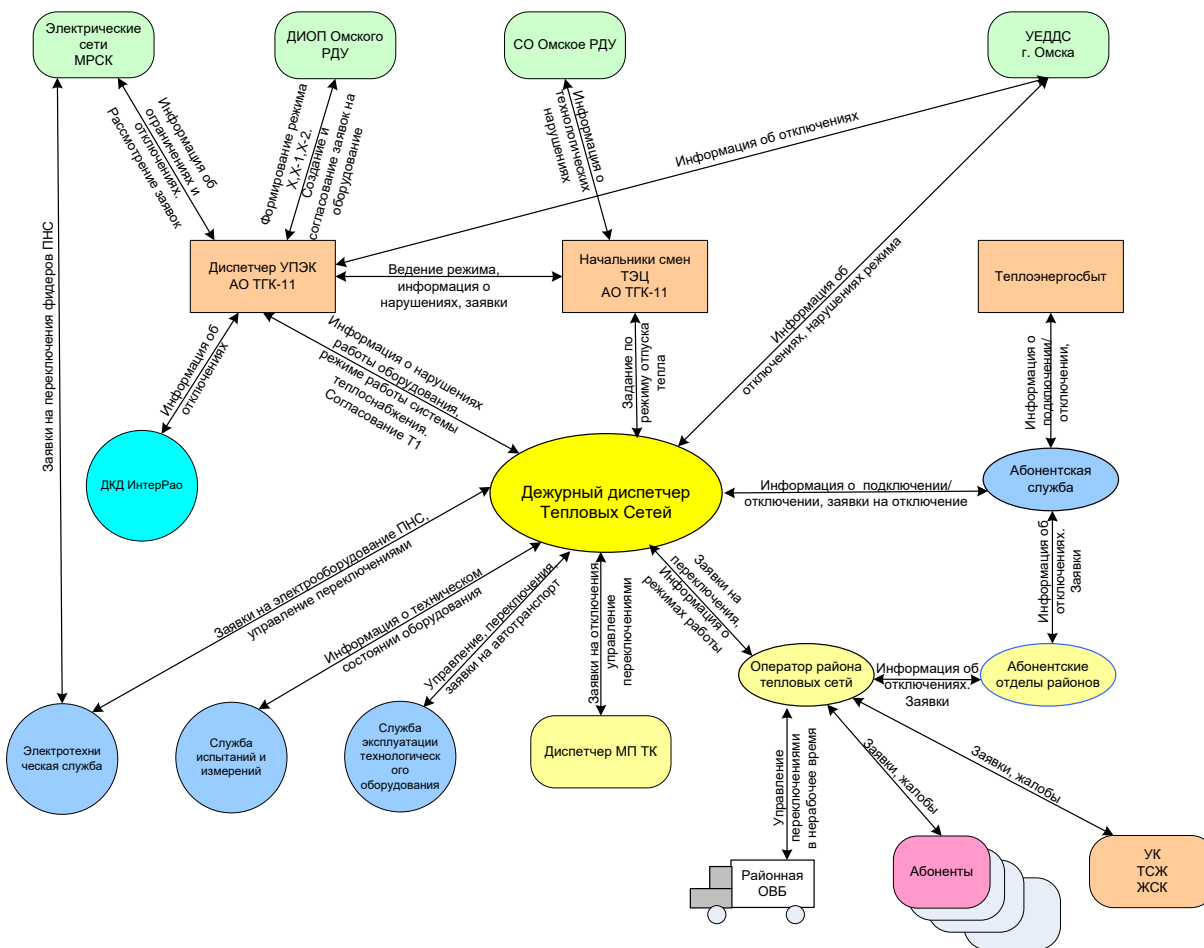 Электрические
сети
МРСК
ДИОП Омского
РДУ
СО Омское РДУ
УЕДДС
г. Омска
Информация об
ограничениях и
отключениях.
Рассмотрение заявок
Формирование режима
Х,Х-1,Х-2.
Создание и
согласование заявок на
оборудование
Информация о
технологических
нарушениях
Информация об отключениях
Заявки на переключения фидеров ПНС
Диспетчер УПЭК
АО ТГК-11
Ведение режима,
информация о
нарушениях, заявки
Начальники смен
ТЭЦ
АО ТГК-11
Теплоэнергосбыт
Информация об
отключениях
Информация о нарушениях
работы оборудования,
режиме работы системы
теплоснабжения.
Согласование Т1
Задание по
режиму отпуска
тепла
Информация об
отключениях, нарушениях режима
Информация о
подключении/
отключении,
ДКД ИнтерРао
Дежурный диспетчер
Тепловых Сетей
Информация о подключении/
отключении, заявки на отключение
Абонентская
служба
Заявки на электрооборудование ПНС,
управление переключениями
Информация о техническом
состоянии оборудования
Управление, переключения,
заявки на автотранспорт
Заявки на отключения,
управление
переключениями
Заявки на
переключения,
Информация о
режимах работы
Информация об
отключениях.
Заявки
Оператор района
тепловых сетей
Информация об
отключениях.
Заявки
Абонентские
отделы районов
Электротехни
ческая служба
Служба
испытаний и
измерений
Служба
эксплуатации
технологическ
ого оборудования
Диспетчер МП ТК
Управление
переключениями
в нерабочее время
Заявки, жалобы
Заявки, жалобы
Районная
ОВБ
Абоненты
УК
ТСЖ
ЖСК